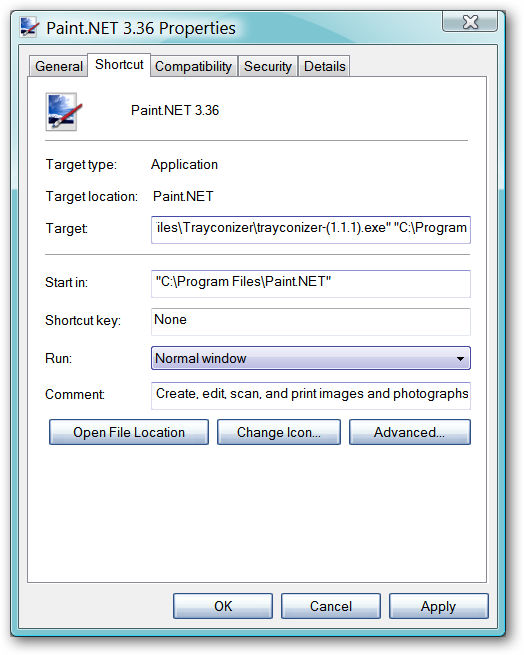 Paint.NET 3.36 Properties
General Shortcut Compatibility Security Details
Paint.NET 3.36
Target type: Application
Target location: Paint.NET
Target: iles\Trayconizer\trayconizer-(1.1.1).exe" "C:\Program
Start in: "C:\Program Files\Paint.NET"
Shortcut key: None
Run: Normal window
Comment: Create, edit, scan, and print images and photographs
Open File Location Change Icon... Advanced...
OK Cancel Apply